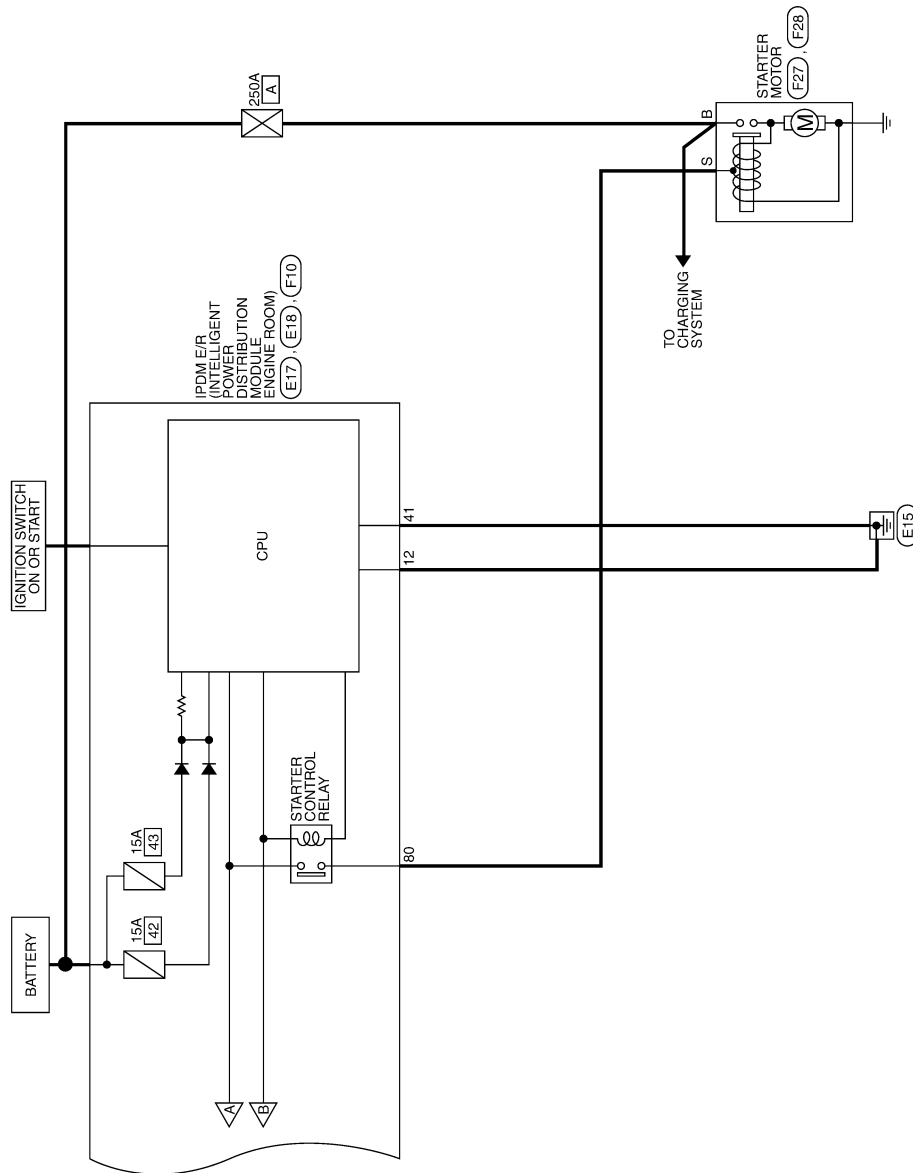 BATTERY
IGNITION SWITCH
ON OR START
15A
42
15A
43
250A
A
IPDM E/R
(INTELLIGENT
POWER
DISTRIBUTION
MODULE
ENGINE ROOM)
E17 , E18 , F10
CPU
STARTER
CONTROL
RELAY
A
B
80
12
41
E15
TO
CHARGING
SYSTEM
S
B
STARTER
MOTOR
F27 , F28
M